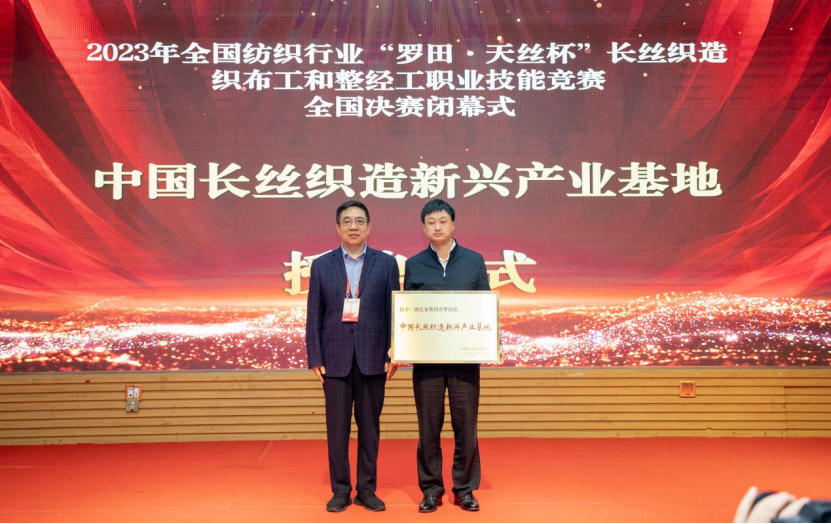 2023年全国纺织行业“罗田·天丝杯”长丝织造
织布工和整经工职业技能竞赛
全国决赛闭幕式
中国长丝织造新兴产业基地
式
授予：湖北省黄冈市罗田县
中国长丝织造新兴产业基地